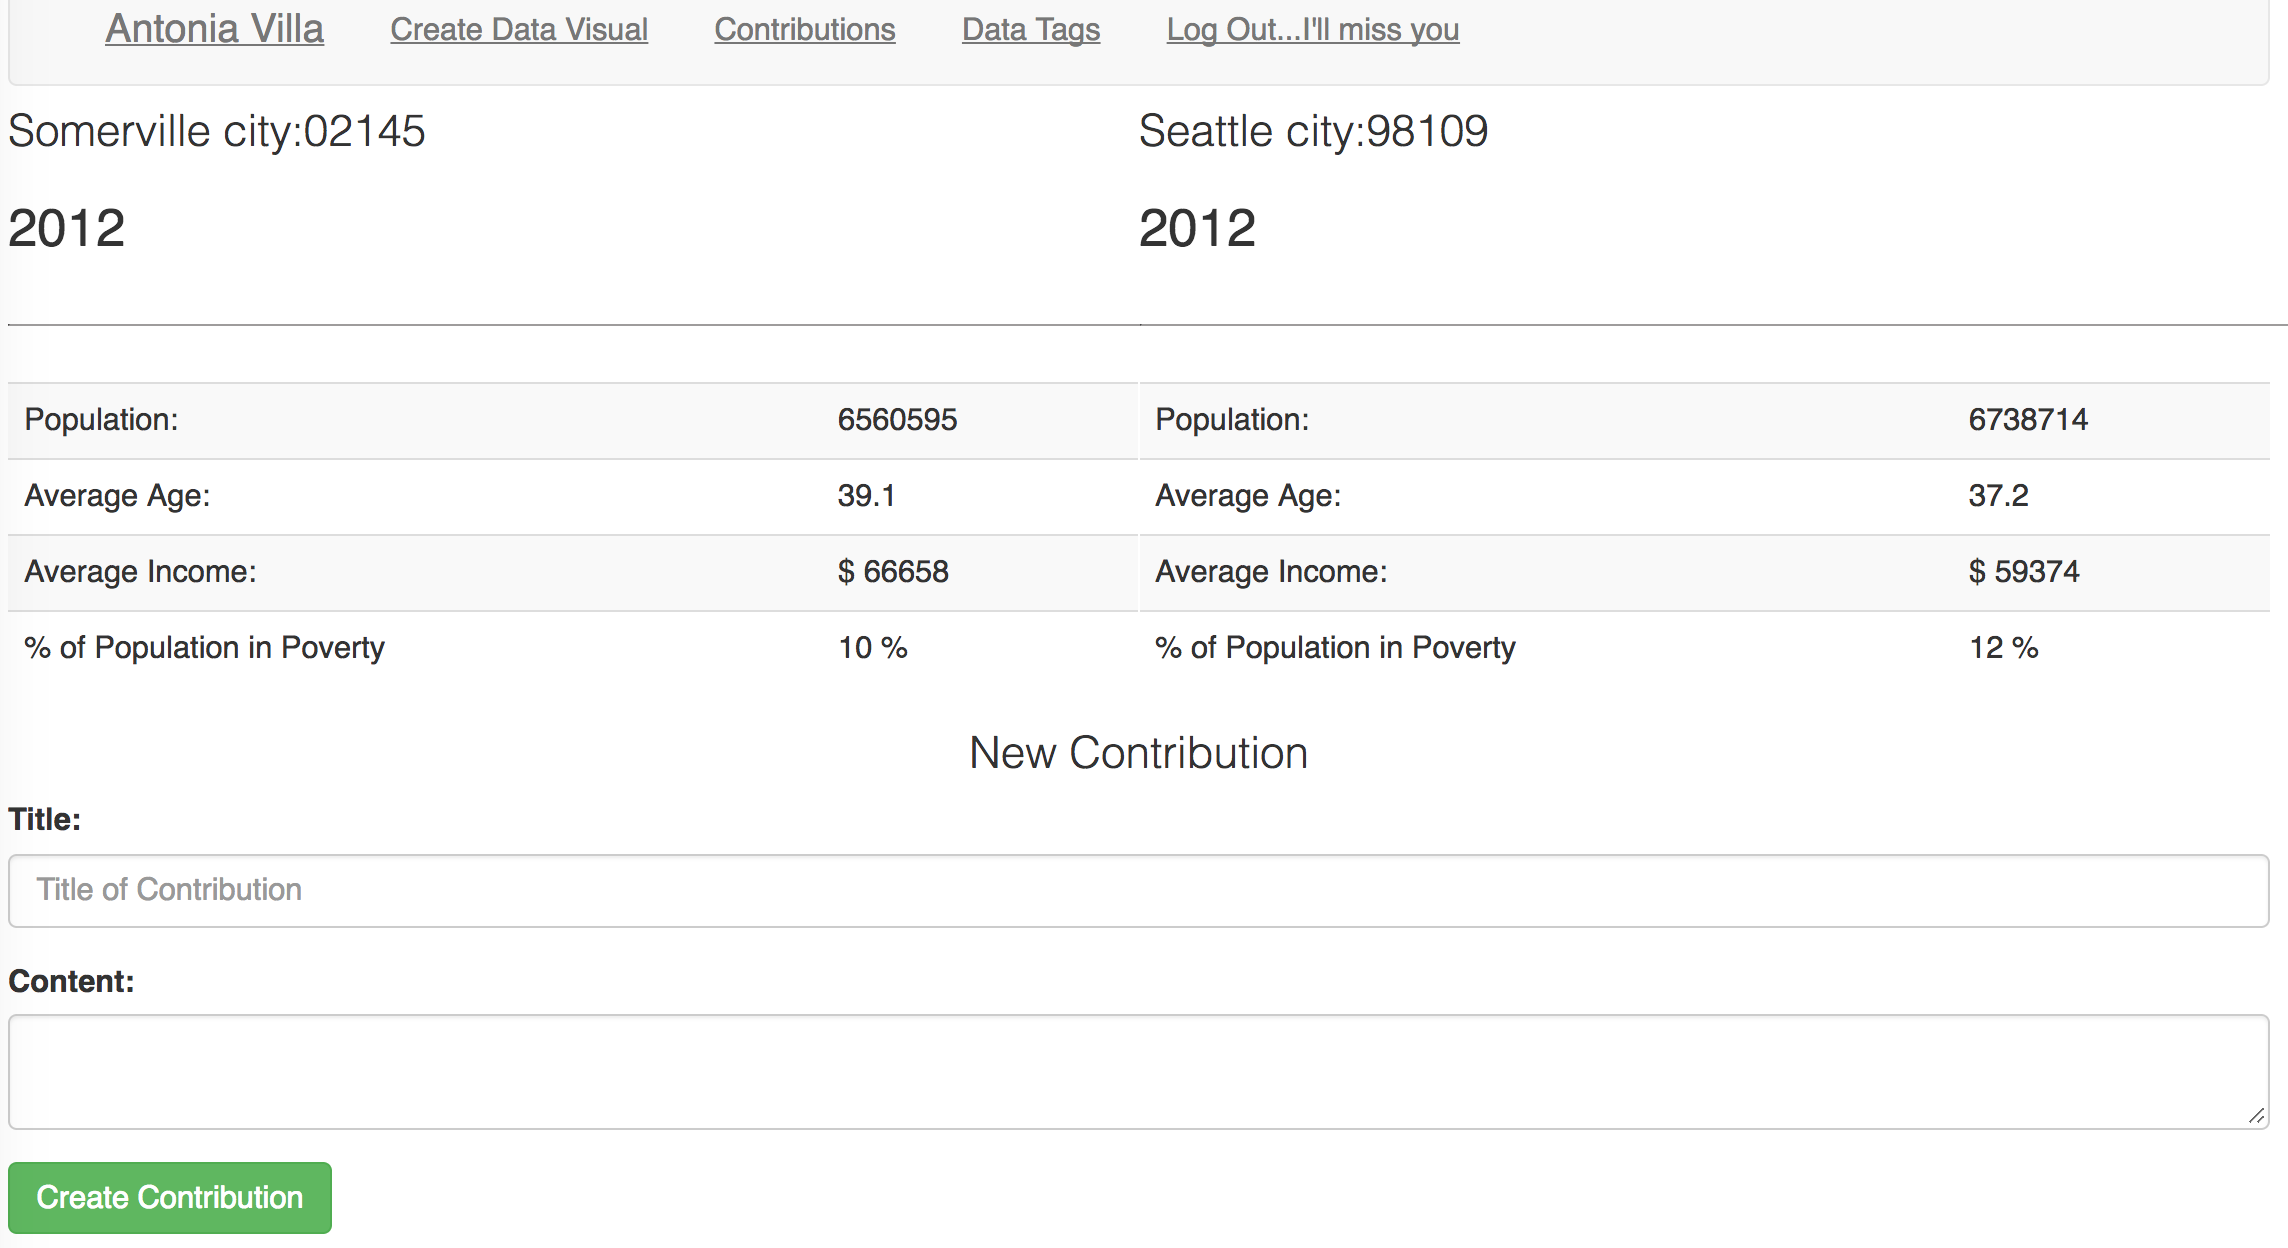 Antonia Villa Create Data Visual Contributions Data Tags Log Out...I'll miss you
Somerville city:02145 Seattle city:98109
2012 2012
Population: 6560595 Population: 6738714
Average Age: 39.1 Average Age: 37.2
Average Income: $ 66658 Average Income: $ 59374
% of Population in Poverty 10 % % of Population in Poverty 12 %
New Contribution
Title:
Title of Contribution
Content:
Create Contribution